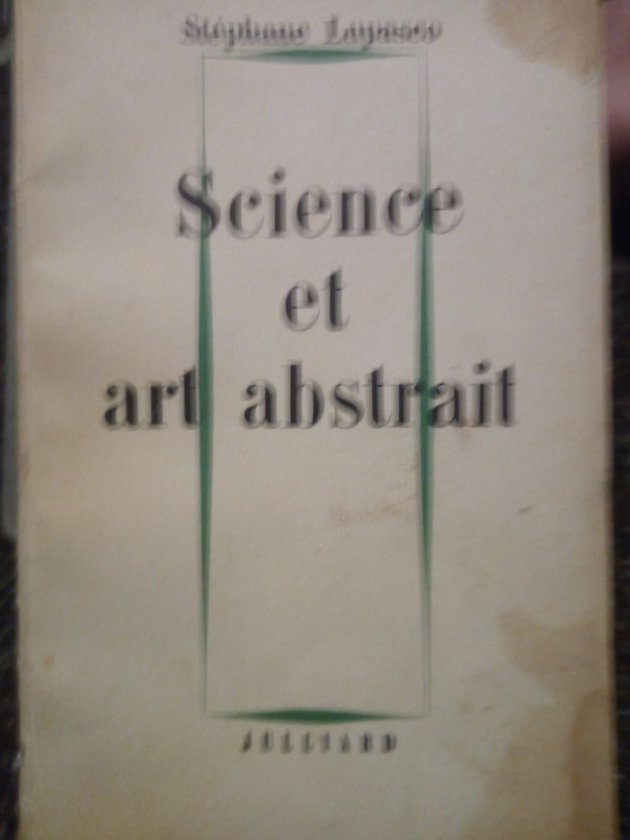 Stéphane Lupasco
Science
et
art abstrait
JULLIARD